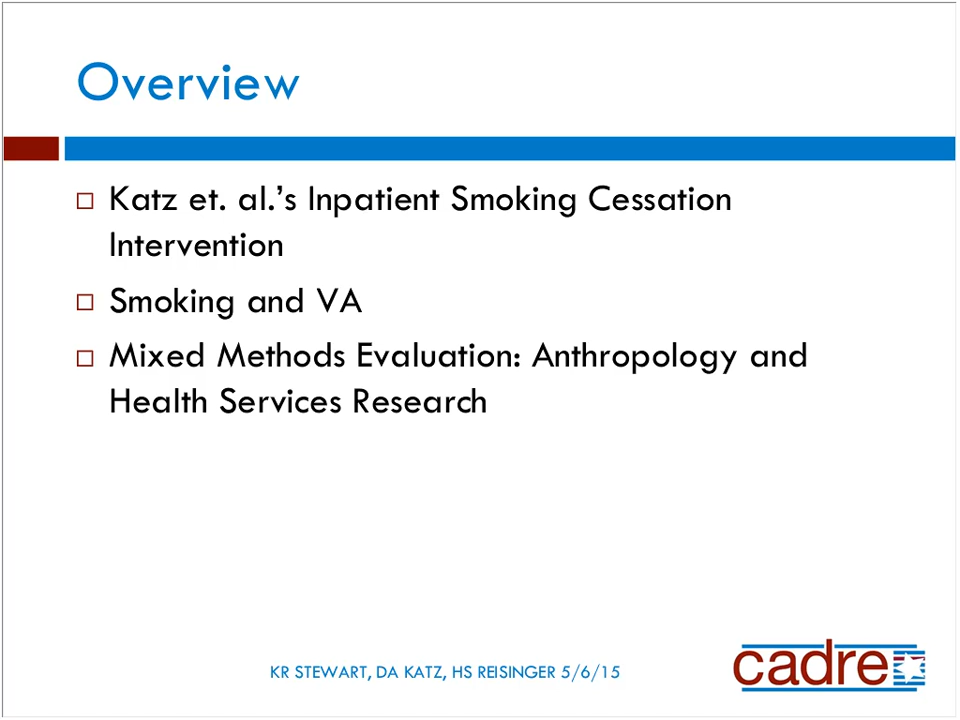 Overview
Katz et. al.’s Inpatient Smoking Cessation
Intervention
Smoking and VA
Mixed Methods Evaluation: Anthropology and
Health Services Research
KR STEWART, DA KATZ, HS REISINGER 5/6/15
cadre